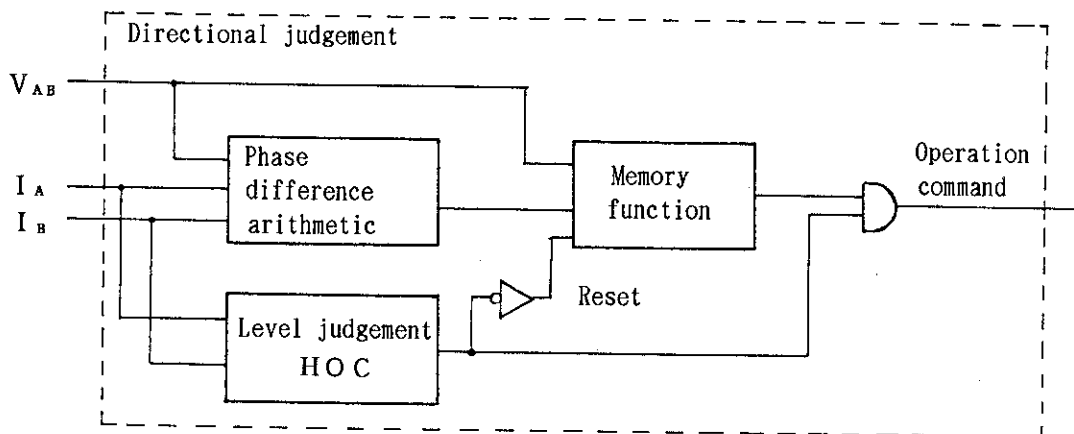 Directional judgement
V AB
I A
I B
Phase
difference
arithmetic
Memory
function
Operation
command
Level judgement
HOC
Reset